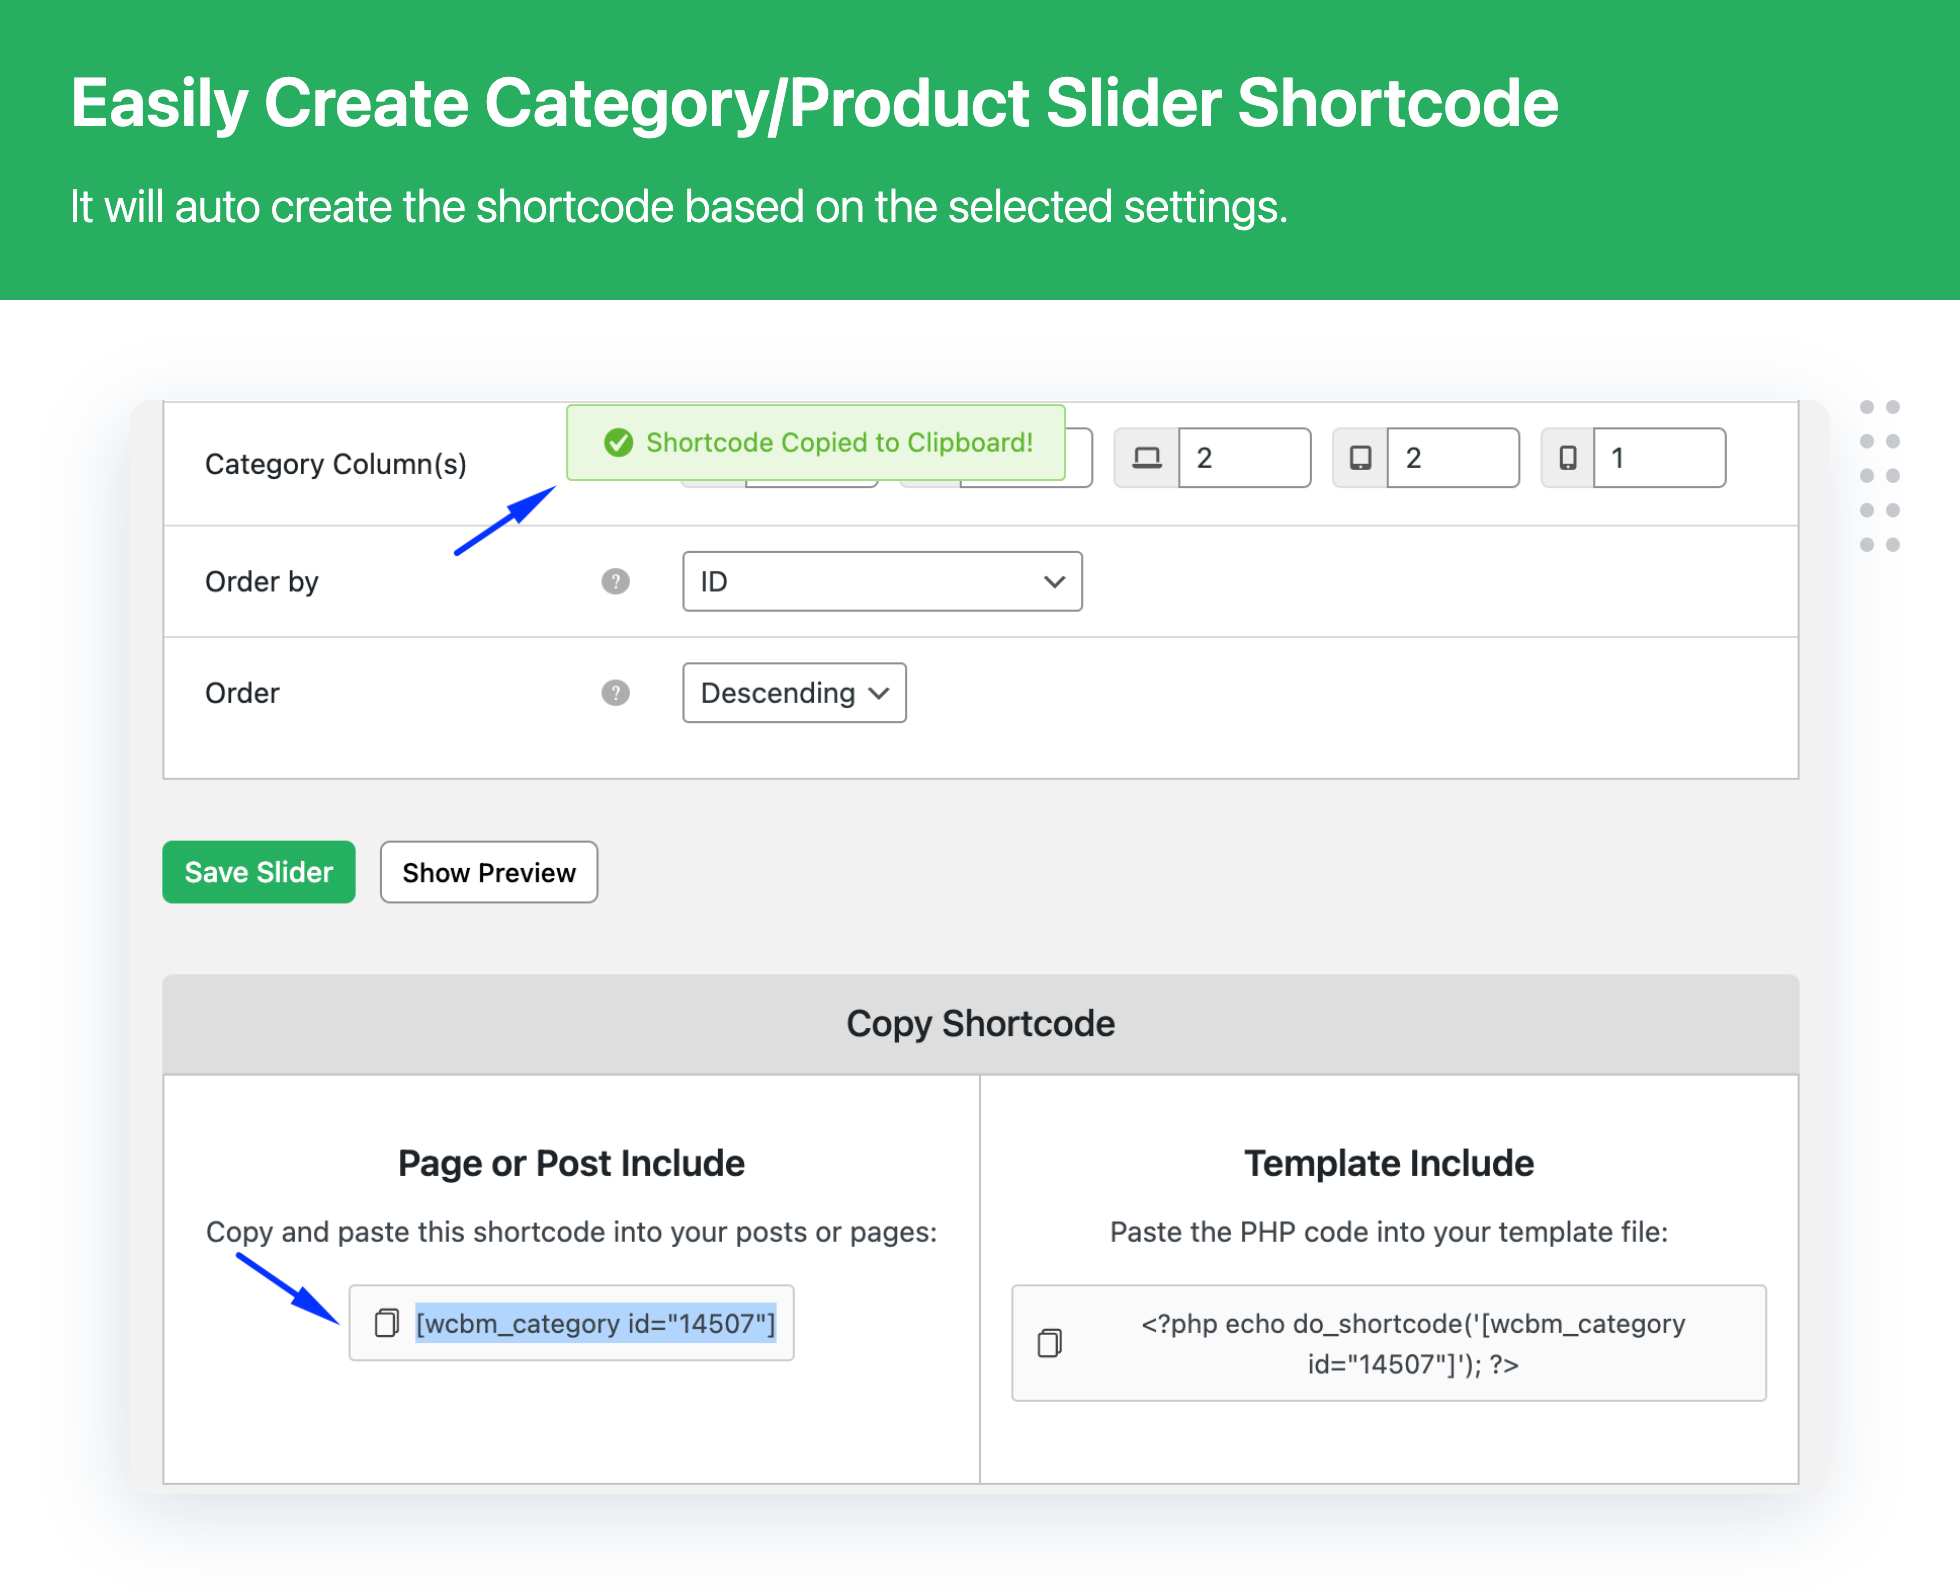 Easily Create Category/Product Slider Shortcode
It will auto create the shortcode based on the selected settings.
Shortcode Copied to Clipboard!
Category Column(s)
2
2
1
Order by
?
ID
Order
?
Descending
Save Slider
Show Preview
Copy Shortcode
Page or Post Include
Copy and paste this shortcode into your posts or pages:
[wcbm_category id="14507"]
Template Include
Paste the PHP code into your template file:
<?php echo do_shortcode('[wcbm_category
id="14507"]'); ?>